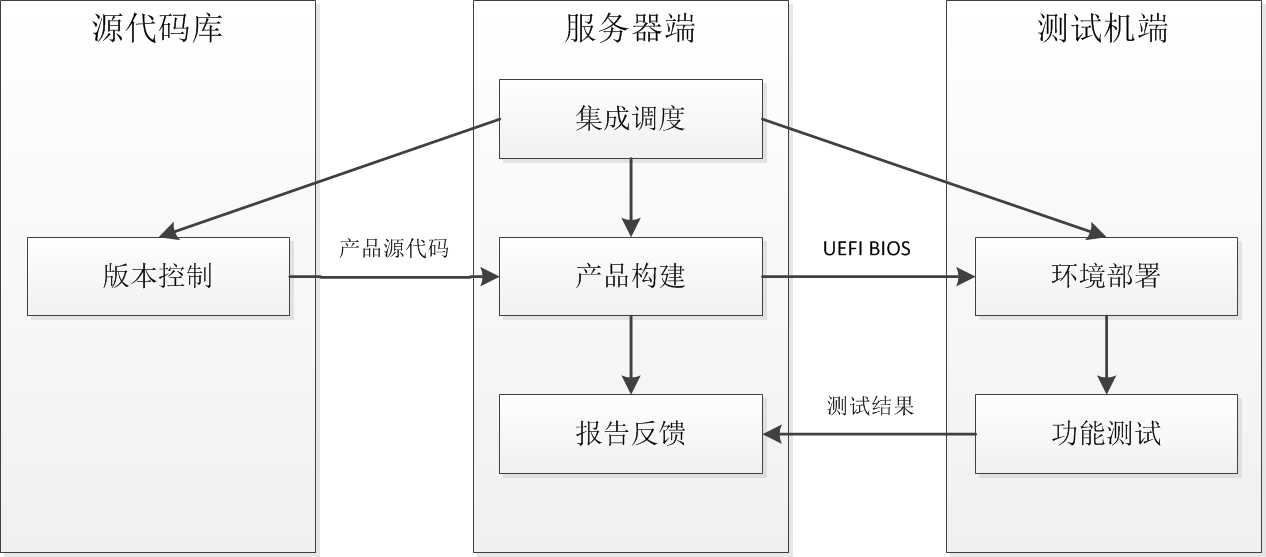 源代码库
服务器端
测试机端
集成调度
产品源代码
UEFI BIOS
版本控制
产品构建
环境部署
测试结果
报告反馈
功能测试